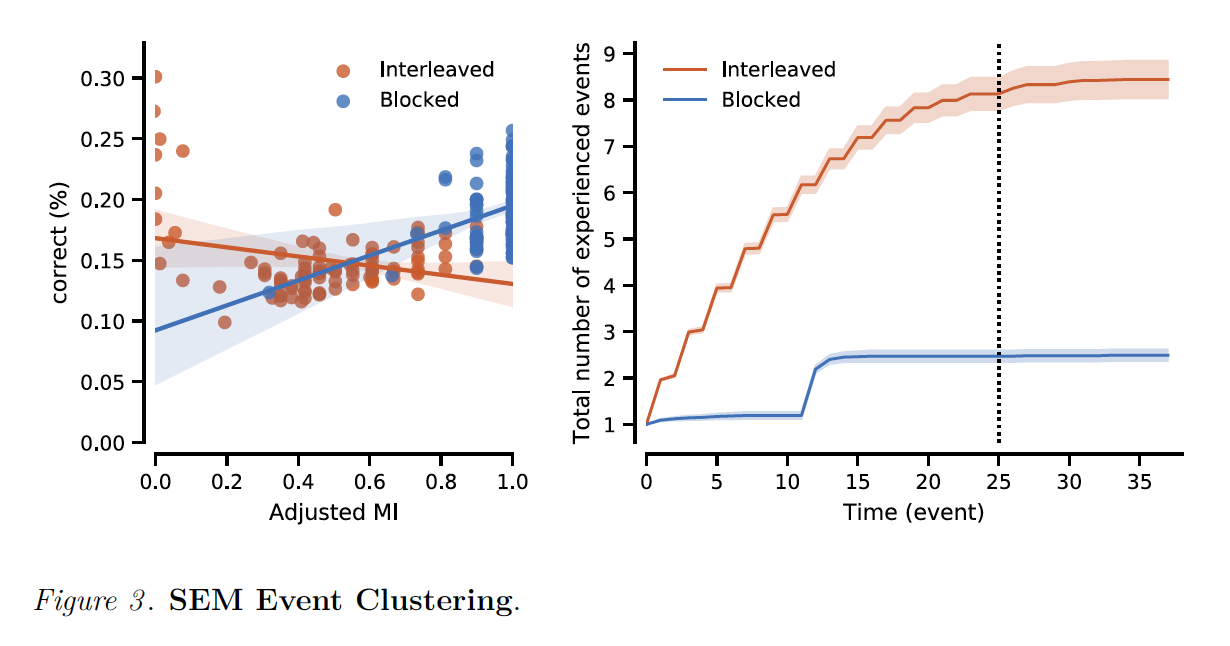 correct (%)
0.30
0.25
0.20
0.15
0.10
0.05
0.00
Interleaved
Blocked
0.0 0.2 0.4 0.6 0.8 1.0
Adjusted MI
Total number of experienced events
9
8
7
6
5
4
3
2
1
Interleaved
Blocked
0 5 10 15 20 25 30 35
Time (event)
Figure 3. SEM Event Clustering.